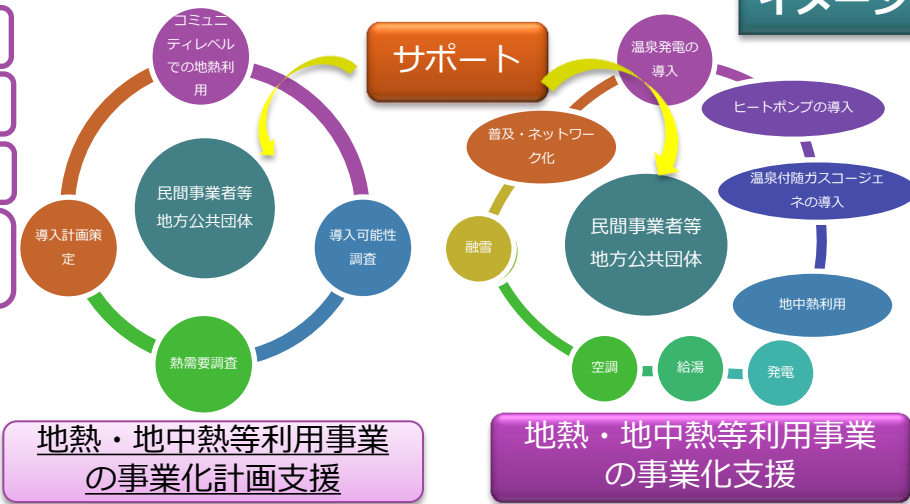 イメージ
サポート
コミュニ
ティレベル
での地熱利
用
民間事業者等
地方公共団体
導入計画策
定
導入可能性
調査
熱需要調査
地熱・地中熱等利用事業
の事業化計画支援
温泉発電の
導入
ヒートポンプの導入
普及・ネットワー
ク化
温泉付随ガスコージェ
ネの導入
民間事業者等
地方公共団体
融雪
地中熱利用
空調
給湯
発電
地熱・地中熱等利用事業
の事業化支援